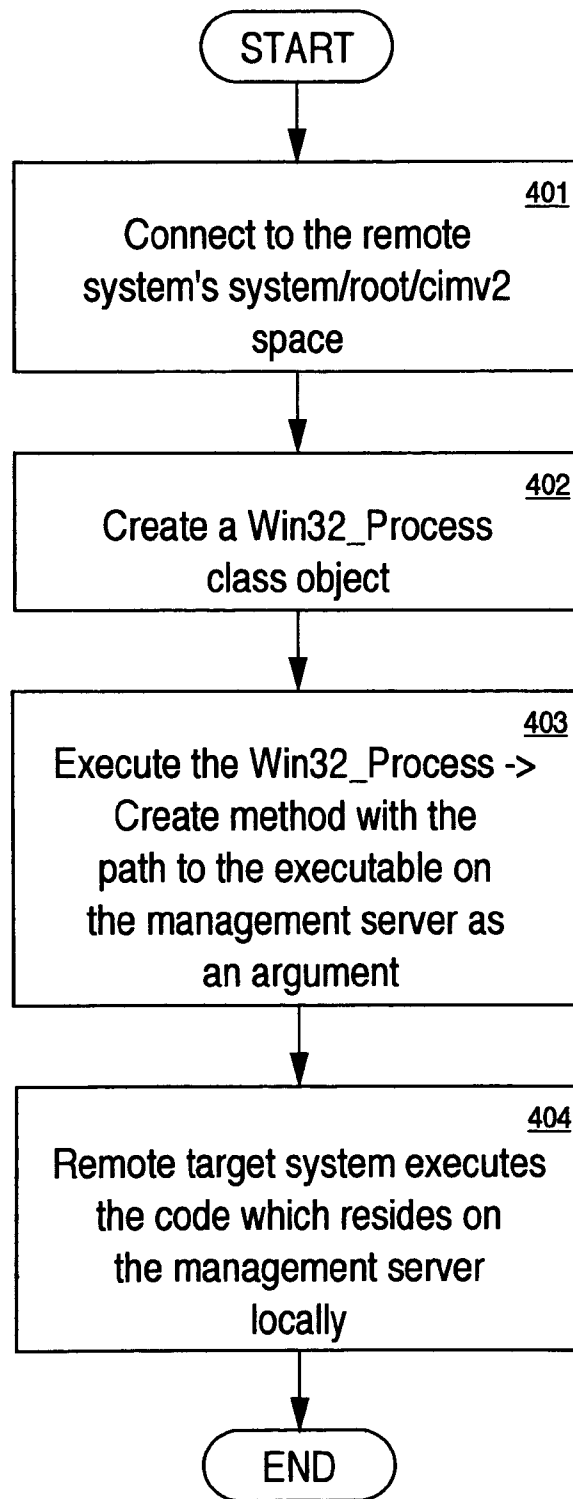 START
401
Connect to the remote
system's system/root/cimv2
space
402
Create a Win32_Process
class object
403
Execute the Win32_Process ->
Create method with the
path to the executable on
the management server as
an argument
404
Remote target system executes
the code which resides on
the management server
locally
END